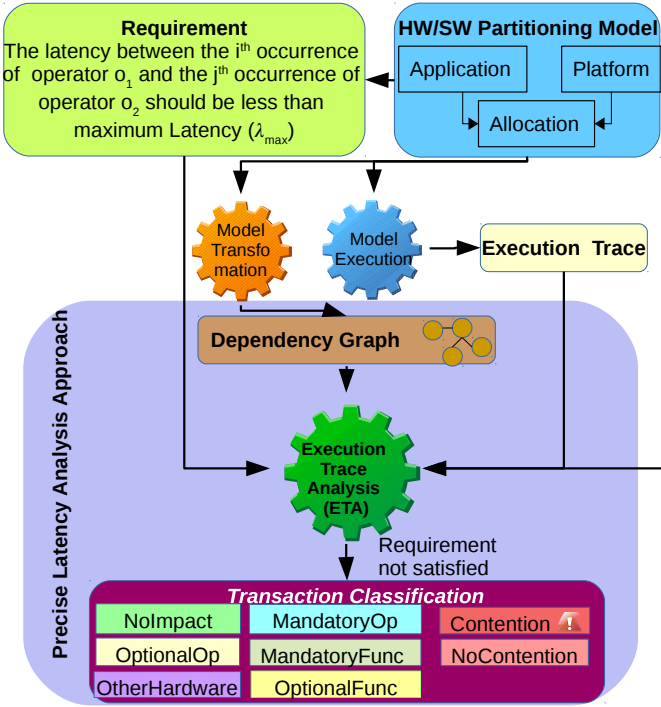 Requirement
The latency between the iᵗʰ occurrence
of operator o₁ and the jᵗʰ occurrence of
operator o₂ should be less than
maximum Latency (λₘₐₓ)
HW/SW Partitioning Model
Application
Platform
Allocation
Model
Transfo
rmation
Model
Execution
Execution Trace
Precise Latency Analysis Approach
Dependency Graph
Execution
Trace
Analysis
(ETA)
Requirement
not satisfied
Transaction Classification
NoImpact
MandatoryOp
Contention
OptionalOp
MandatoryFunc
NoContention
OtherHardware
OptionalFunc